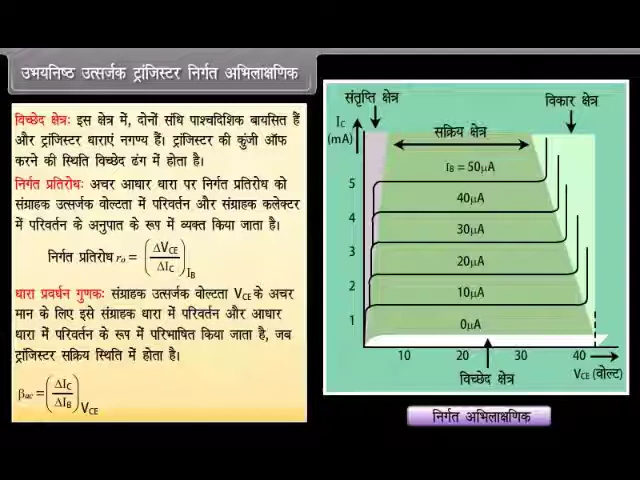 उभयनिष्ठ उत्सर्जक ट्रांजिस्टर निर्गत अभिलाक्षणिक
विच्छेद क्षेत्रः इस क्षेत्र में, दोनों संधि पाश्चदिशिक बायसित हैं
और ट्रांजिस्टर धाराएं नगण्य हैं। ट्रांजिस्टर की कुंजी ऑफ
करने की स्थिति विच्छेद ढंग में होता है।
निर्गत प्रतिरोधः अचर आधार धारा पर निर्गत प्रतिरोध को
संग्राहक उत्सर्जक वोल्टता में परिवर्तन और संग्राहक कलेक्टर
में परिवर्तन के अनुपात के रूप में व्यक्त किया जाता है।
निर्गत प्रतिरोध r₀ = (ΔV_CE / ΔI_C) I_B
धारा प्रवर्धन गुणकः संग्राहक उत्सर्जक वोल्टता V_CE के अचर
मान के लिए इसे संग्राहक धारा में परिवर्तन और आधार
धारा में परिवर्तन के रूप में परिभाषित किया जाता है, जब
ट्रांजिस्टर सक्रिय स्थिति में होता है।
β_ac = (ΔI_C / ΔI_B) V_CE
संतृप्ति क्षेत्र
विकार क्षेत्र
I_C
(mA)
सक्रिय क्षेत्र
I_B = 50μA
5
40μA
4
30μA
3
20μA
2
10μA
1
0μA
10 20 30 40
V_CE (वोल्ट)
विच्छेद क्षेत्र
निर्गत अभिलाक्षणिक